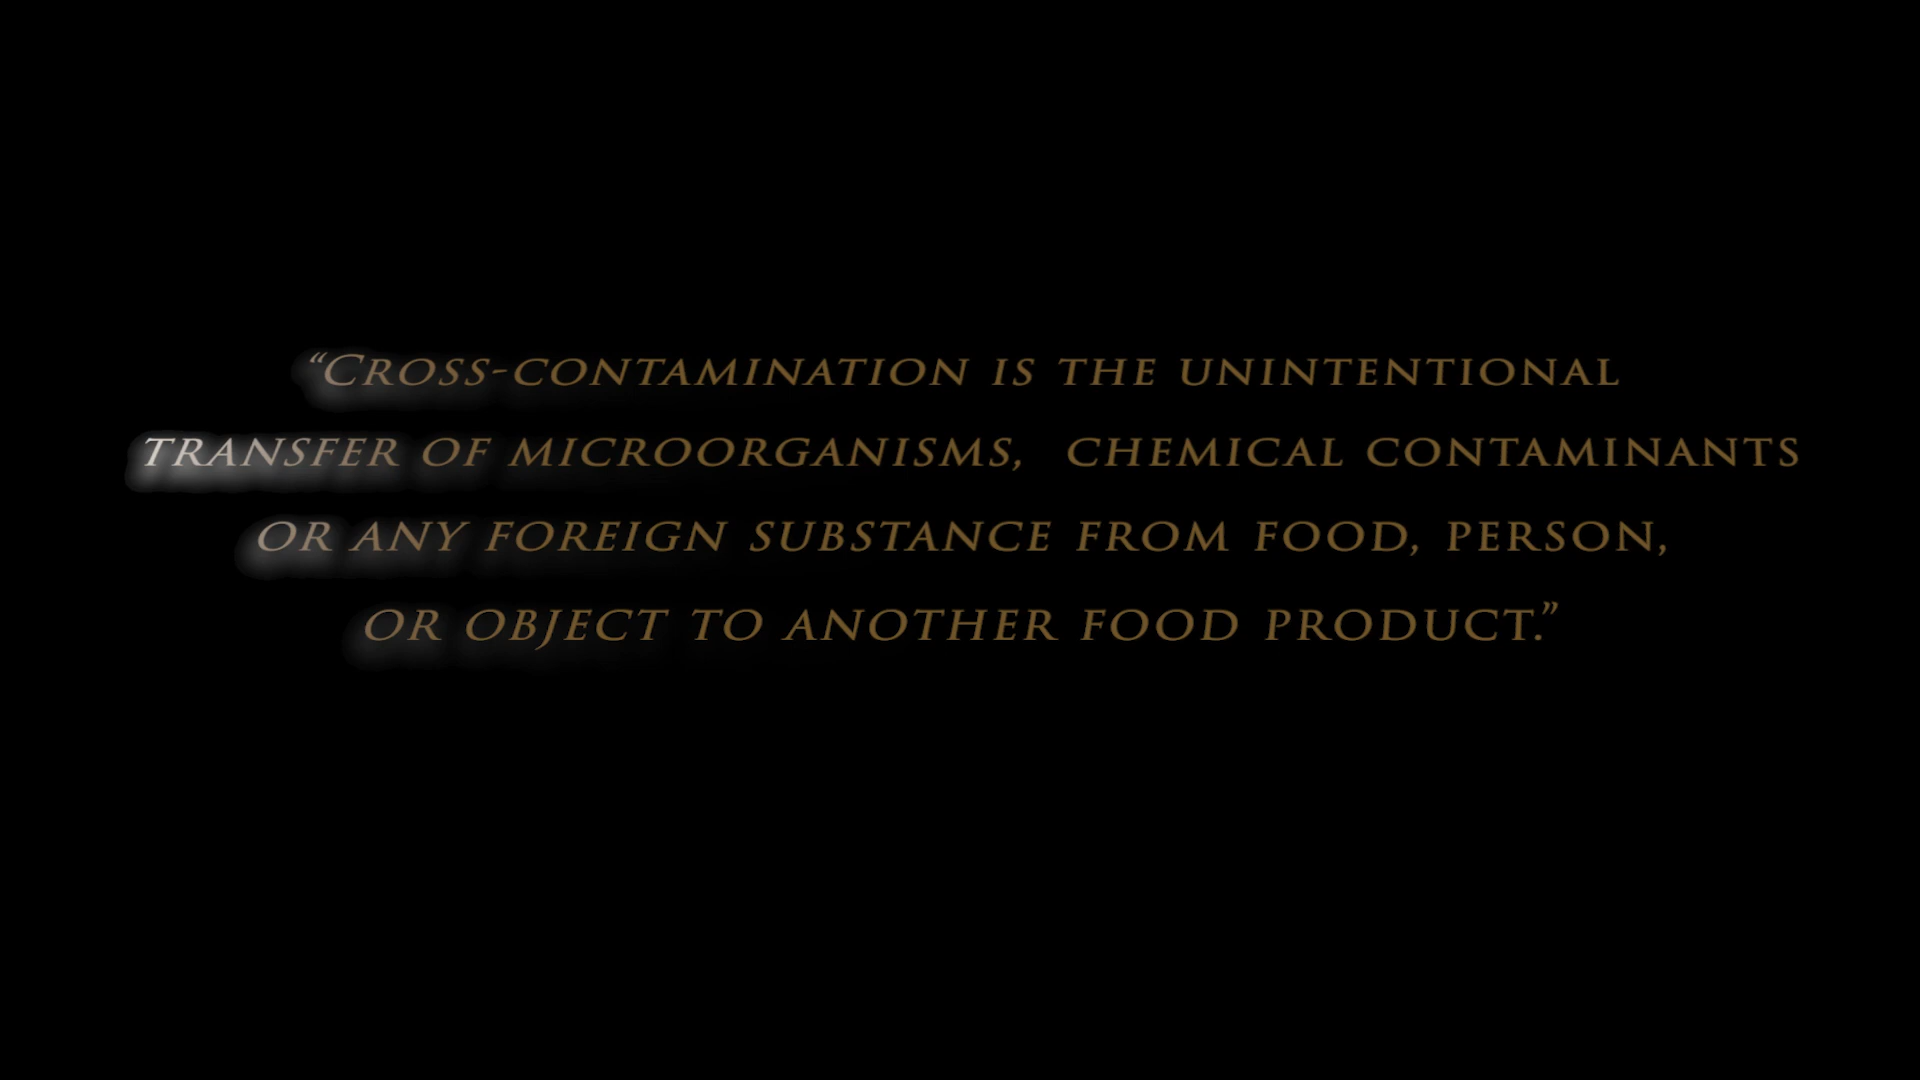 “Cross-contamination is the unintentional
transfer of microorganisms,  chemical contaminants
or any foreign substance from food, person,
or object to another food product.”